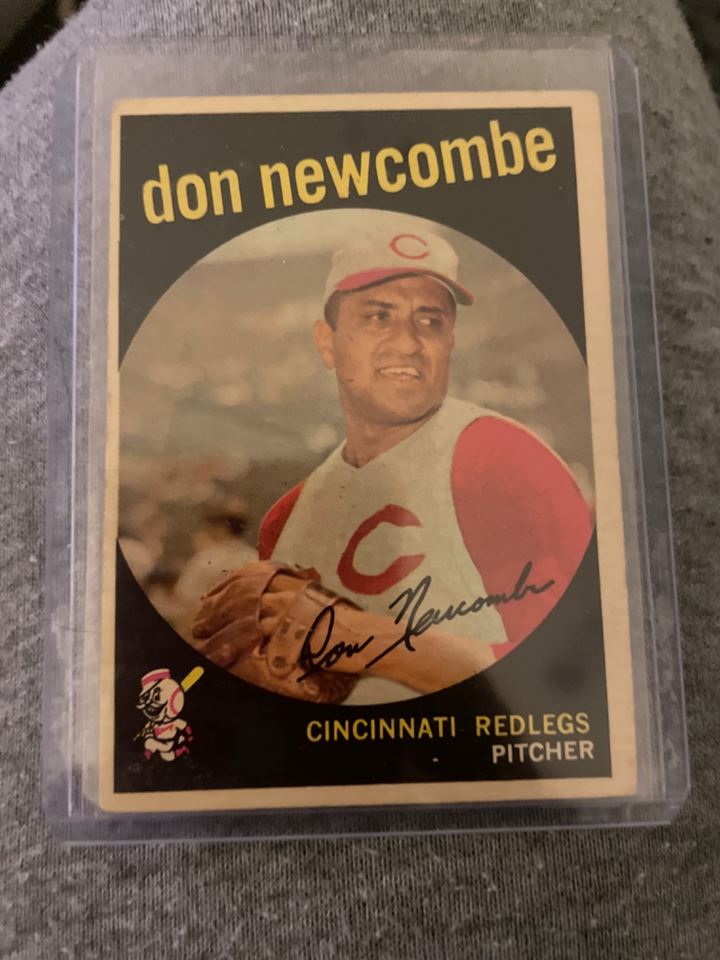 don newcombe
C
C
Don Newcombe
CINCINNATI REDLEGS
PITCHER